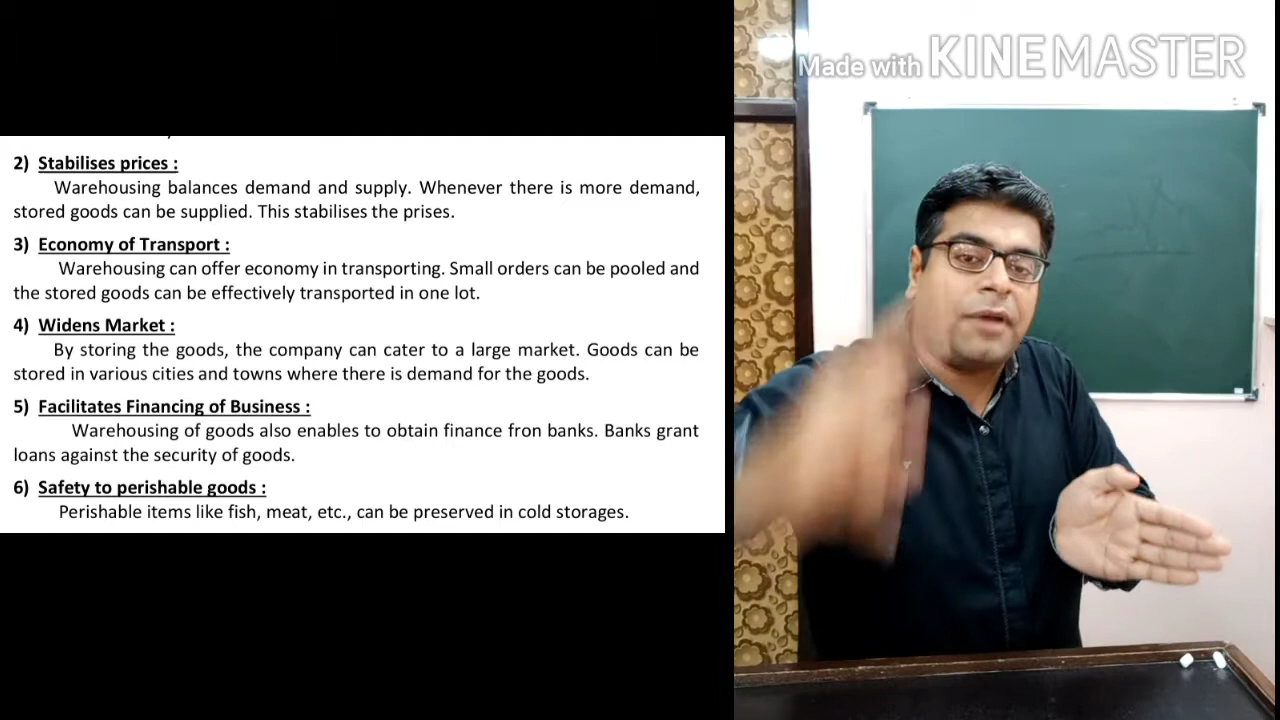 2) Stabilises prices :
Warehousing balances demand and supply. Whenever there is more demand,
stored goods can be supplied. This stabilises the prises.
3) Economy of Transport :
Warehousing can offer economy in transporting. Small orders can be pooled and
the stored goods can be effectively transported in one lot.
4) Widens Market :
By storing the goods, the company can cater to a large market. Goods can be
stored in various cities and towns where there is demand for the goods.
5) Facilitates Financing of Business :
Warehousing of goods also enables to obtain finance fron banks. Banks grant
loans against the security of goods.
6) Safety to perishable goods :
Perishable items like fish, meat, etc., can be preserved in cold storages.
Made with KINEMASTER